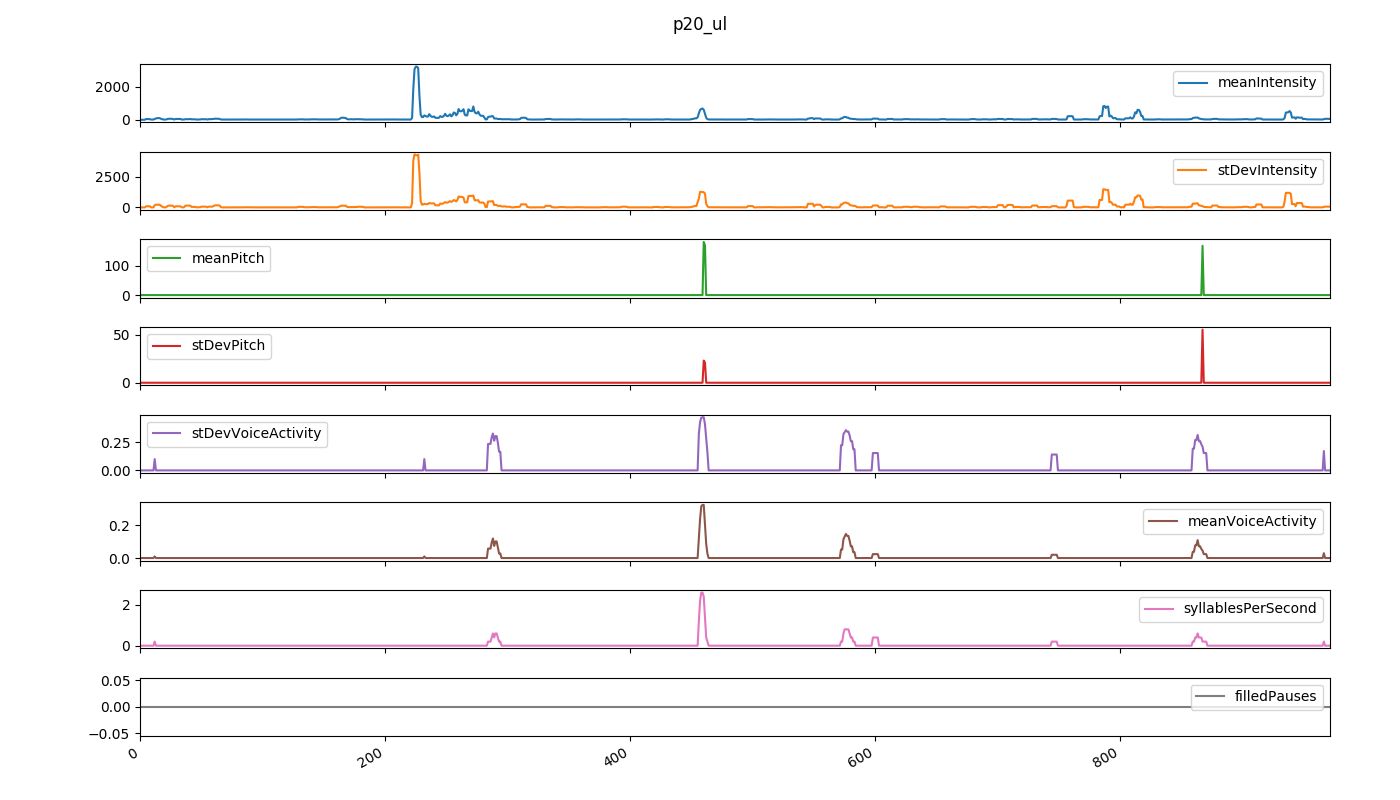 p20_ul
2000
0
meanIntensity
2500
0
stDevIntensity
100
0
meanPitch
50
0
stDevPitch
0.25
0.00
stDevVoiceActivity
0.2
0.0
meanVoiceActivity
2
0
syllablesPerSecond
0.05
0.00
−0.05
filledPauses
0
200
400
600
800